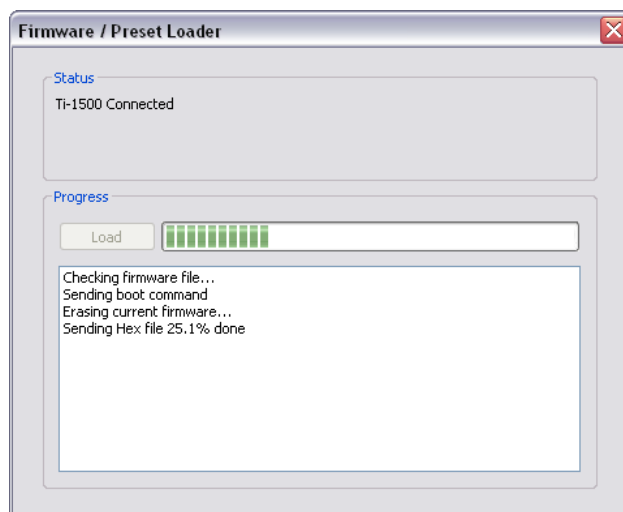 Firmware / Preset Loader
Status
Ti-1500 Connected
Progress
Load
Checking firmware file...
Sending boot command
Erasing current firmware...
Sending Hex file 25.1% done